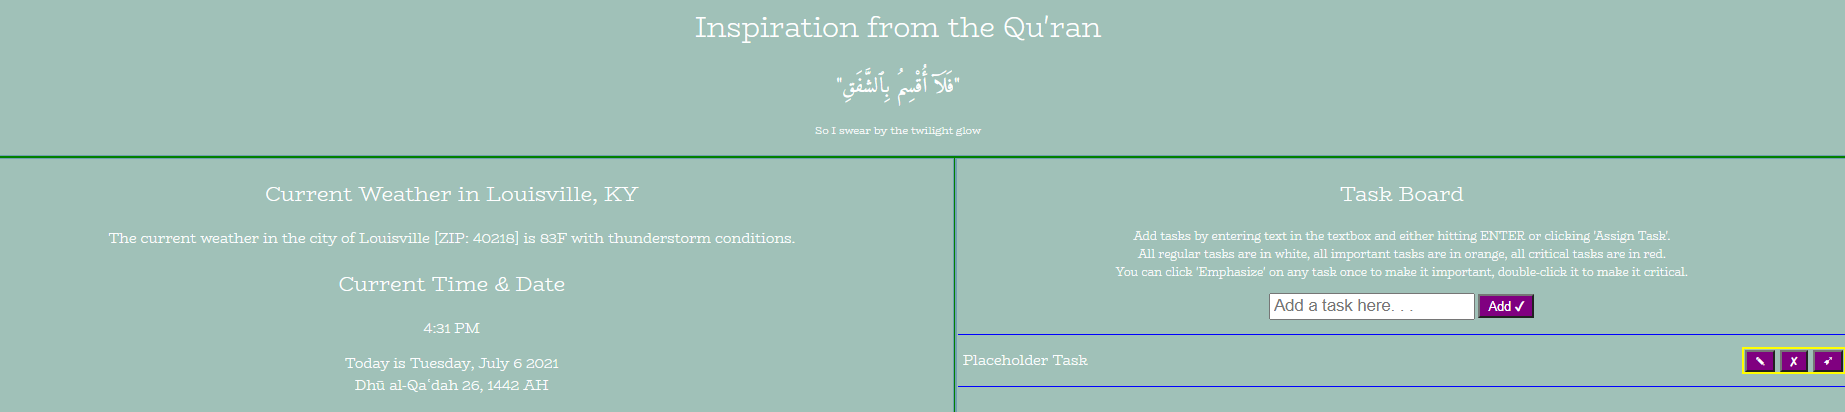 Inspiration from the Qu'ran
"فَلَآ أُقْسِمُ بِٱلشَّفَقِ"
So I swear by the twilight glow
Current Weather in Louisville, KY
The current weather in the city of Louisville [ZIP: 40218] is 83F with thunderstorm conditions.
Current Time & Date
4:31 PM
Today is Tuesday, July 6 2021
Dhū al-Qaʿdah 26, 1442 AH
Task Board
Add tasks by entering text in the textbox and either hitting ENTER or clicking 'Assign Task'.
All regular tasks are in white, all important tasks are in orange, all critical tasks are in red.
You can click 'Emphasize' on any task once to make it important, double-click it to make it critical.
Add a task here. . .
Add ✓
Placeholder Task